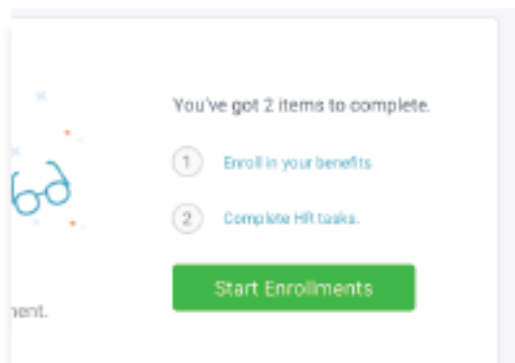 You've got 2 items to complete.
1 Enroll in your benefits
2 Complete HR tasks.
Start Enrollments
nent.